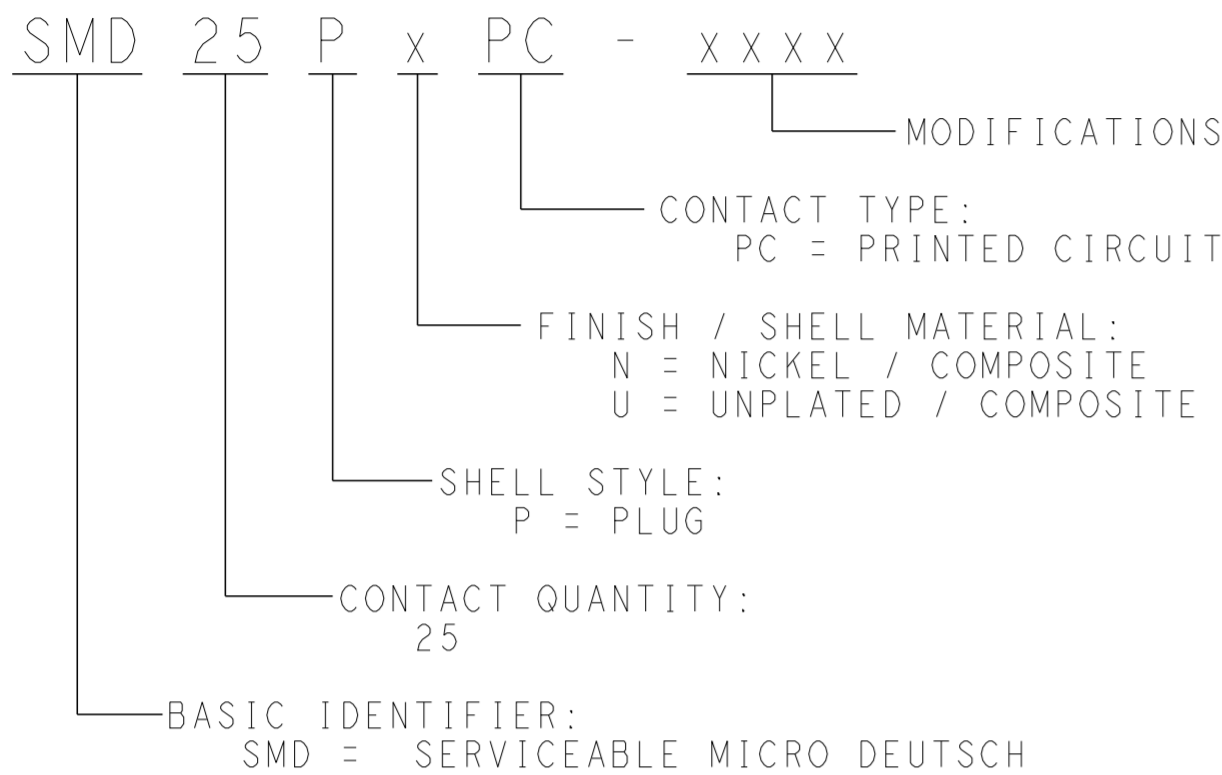 SMD 25 P x PC - xxxx
MODIFICATIONS
CONTACT TYPE:
PC = PRINTED CIRCUIT
FINISH / SHELL MATERIAL:
N = NICKEL / COMPOSITE
U = UNPLATED / COMPOSITE
SHELL STYLE:
P = PLUG
CONTACT QUANTITY:
25
BASIC IDENTIFIER:
SMD = SERVICEABLE MICRO DEUTSCH